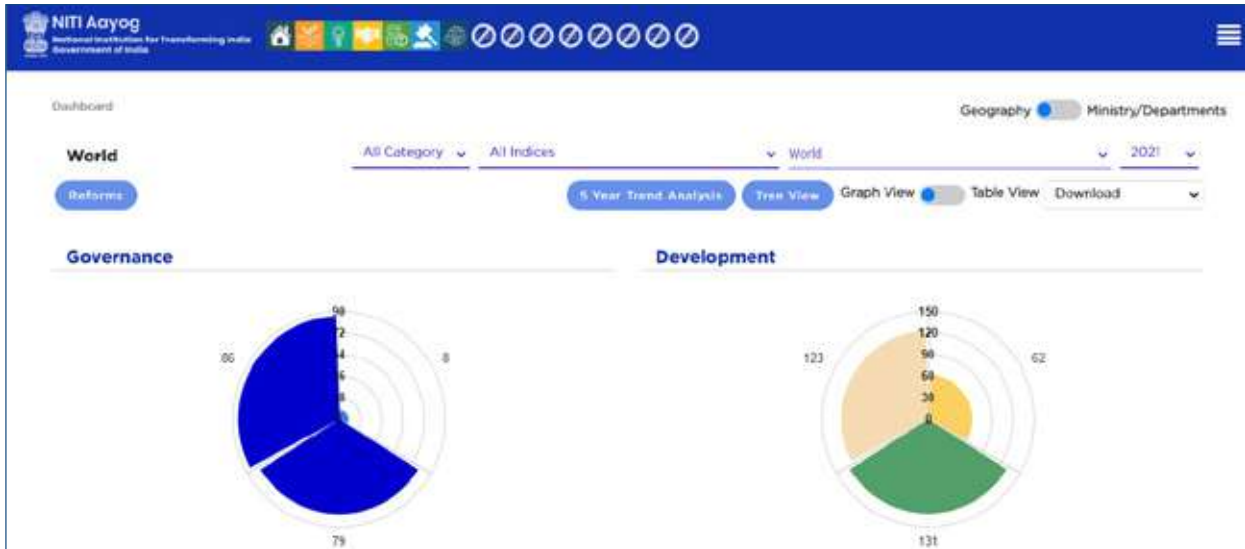 NITI Aayog
National Institution for Transforming India
Government of India
Dashboard
Geography Ministry/Departments
World
All Category All Indices World 2021
Reforms
5 Year Trend Analysis Tree View Graph View Table View Download
Governance Development
90
86
8
79
150
120
90
60
30
0
123
62
131